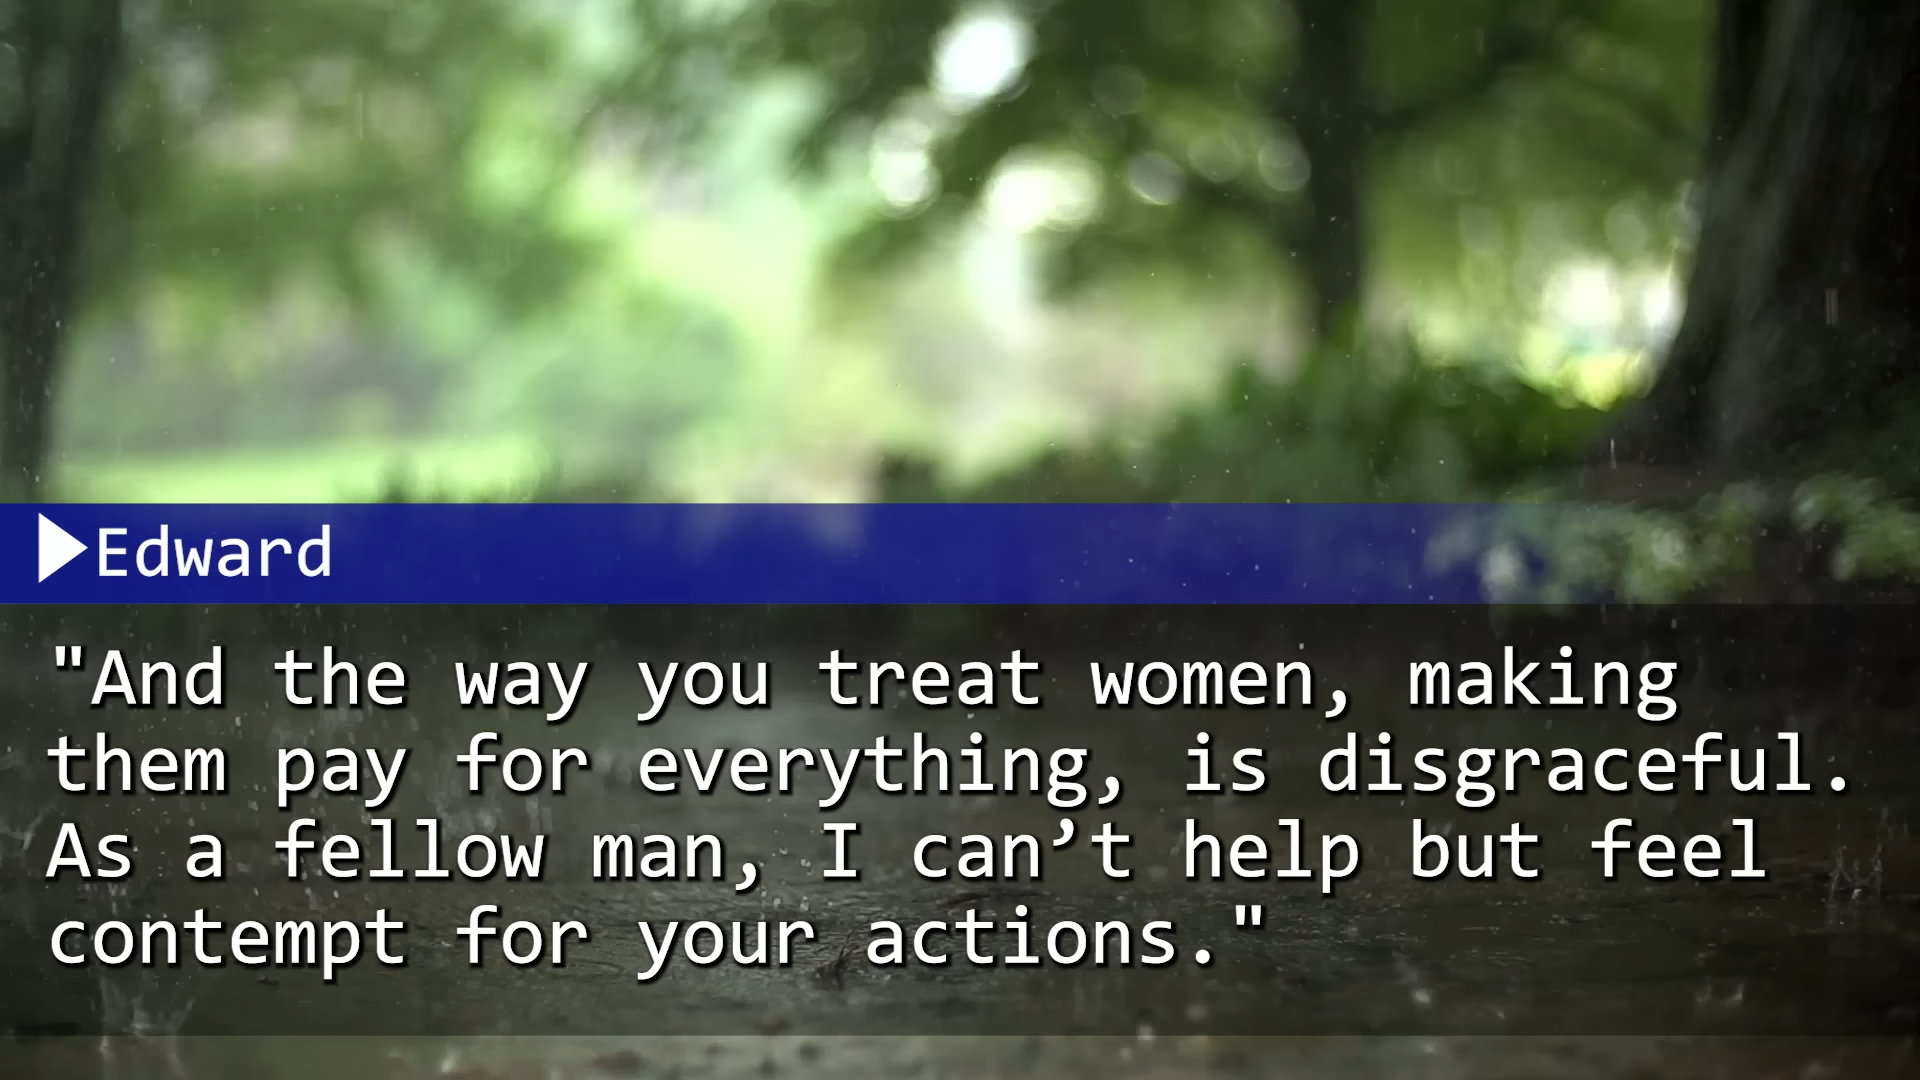 Edward
"And the way you treat women, making
them pay for everything, is disgraceful.
As a fellow man, I can’t help but feel
contempt for your actions."